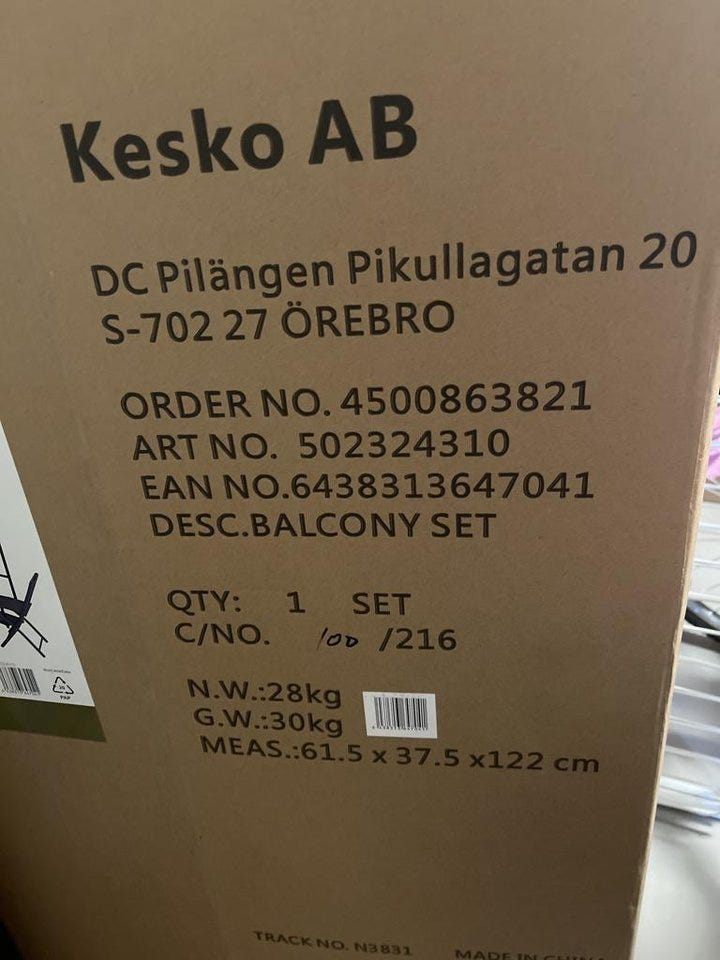 Kesko AB
DC Pilängen Pikullagatan 20
S-702 27 ÖREBRO
ORDER NO. 4500863821
ART NO. 502324310
EAN NO.6438313647041
DESC.BALCONY SET
QTY: 1 SET
C/NO. 100 /216
N.W.:28kg
G.W.:30kg
MEAS.:61.5 x 37.5 x122 cm
20
PAP
TRACK NO. N3831
MADE IN CHINA